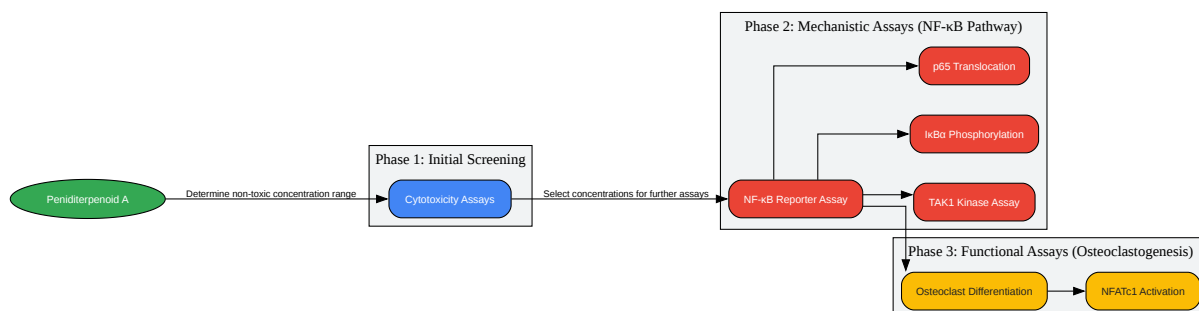 Phase 2: Mechanistic Assays (NF-κB Pathway)
p65 Translocation
IκBα Phosphorylation
Phase 1: Initial Screening
Peniditerpenoid A
Determine non-toxic concentration range
Cytotoxicity Assays
Select concentrations for further assays
NF-κB Reporter Assay
TAK1 Kinase Assay
Phase 3: Functional Assays (Osteoclastogenesis)
Osteoclast Differentiation
NFATc1 Activation